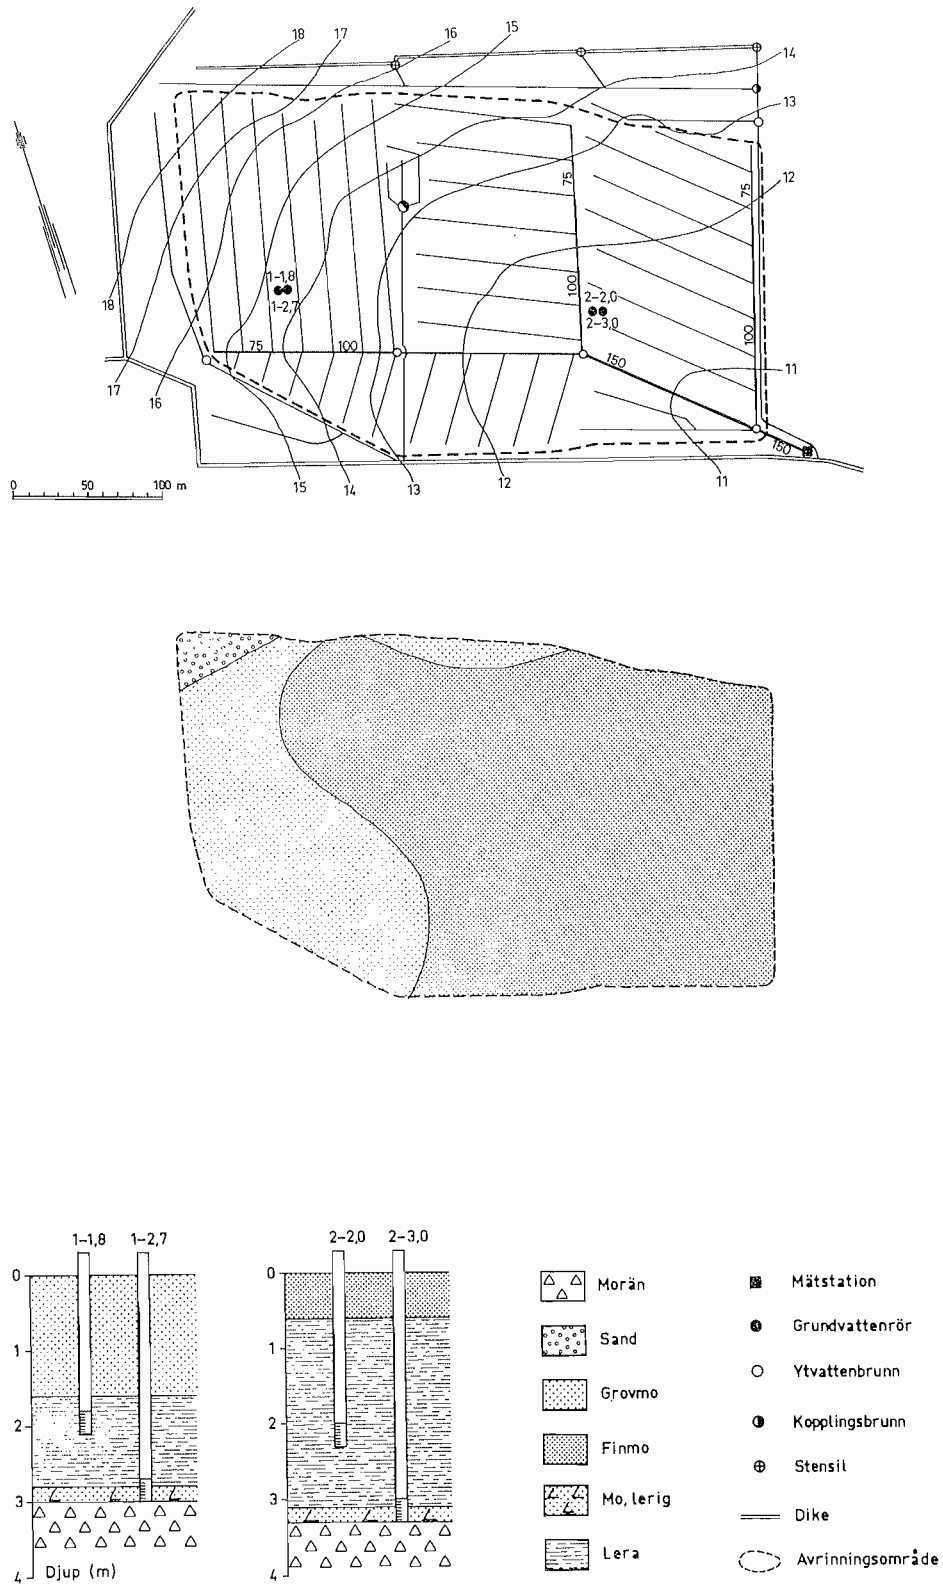 18
17
16
15
14
13
12
75
75
1-1,8
1-2,7
100
2-2,0
2-3,0
100
18
75
100
150
11
17
16
150
15
14
13
12
11
0 50 100 m
1-1,8 1-2,7
2-2,0 2-3,0
0
1
2
3
4
Djup (m)
0
1
2
3
4
Morän
Sand
Grovmo
Finmo
Mo, lerig
Lera
Mätstation
Grundvattenrör
Ytvattenbrunn
Kopplingsbrunn
Stensil
Dike
Avrinningsområde